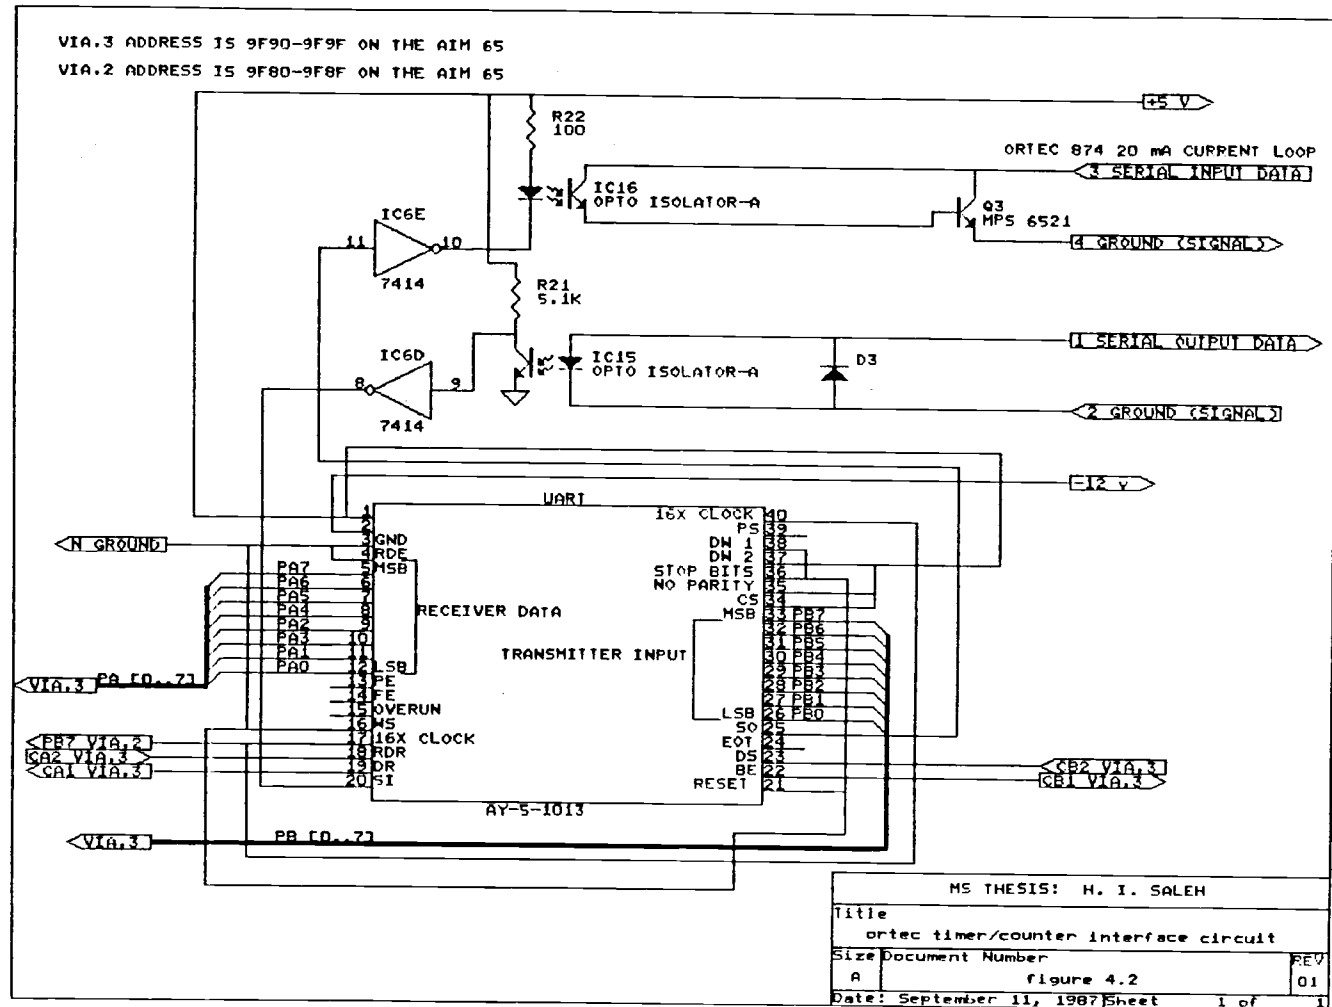 VIA.3 ADDRESS IS 9F90-9F9F ON THE AIM 65
VIA.2 ADDRESS IS 9F80-9F8F ON THE AIM 65
+5 V
R22
100
ORTEC 874 20 mA CURRENT LOOP
3 SERIAL INPUT DATA
IC16
OPTO ISOLATOR-A
Q3
MPS 6521
4 GROUND (SIGNAL)
IC6E
11
10
7414
R21
5.1K
1 SERIAL OUTPUT DATA
IC6D
8
9
7414
IC15
OPTO ISOLATOR-A
D3
2 GROUND (SIGNAL)
-12 v
UART
N GROUND
1
2
3 GND
4 RDE
PA7 5 MSB
PA6 6
PA5 7
PA4 8
PA2 9
PA3 10
PA1 11
PA0 12 LSB
RECEIVER DATA
13 PE
14 FE
15 OVERUN
16 WS
17 16X CLOCK
18 RDR
19 DR
20 SI
VIA.3 PA [0..7]
PB7 VIA.2
CA2 VIA.3
CA1 VIA.3
16X CLOCK 40
PS 39
DW 1 38
DW 2 37
STOP BITS 36
NO PARITY 35
CS 34
MSB 33 PB7
32 PB6
31 PB5
30 PB4
29 PB3
28 PB2
27 PB1
LSB 26 PB0
TRANSMITTER INPUT
SO 25
EOT 24
DS 23
BE 22
RESET 21
CB2 VIA.3
CB1 VIA.3
AY-5-1013
VIA.3 PB [0..7]
MS THESIS: H. I. SALEH
Title
ortec timer/counter interface circuit
Size Document Number REV
A figure 4.2 01
Date: September 11, 1987 Sheet 1 of 1